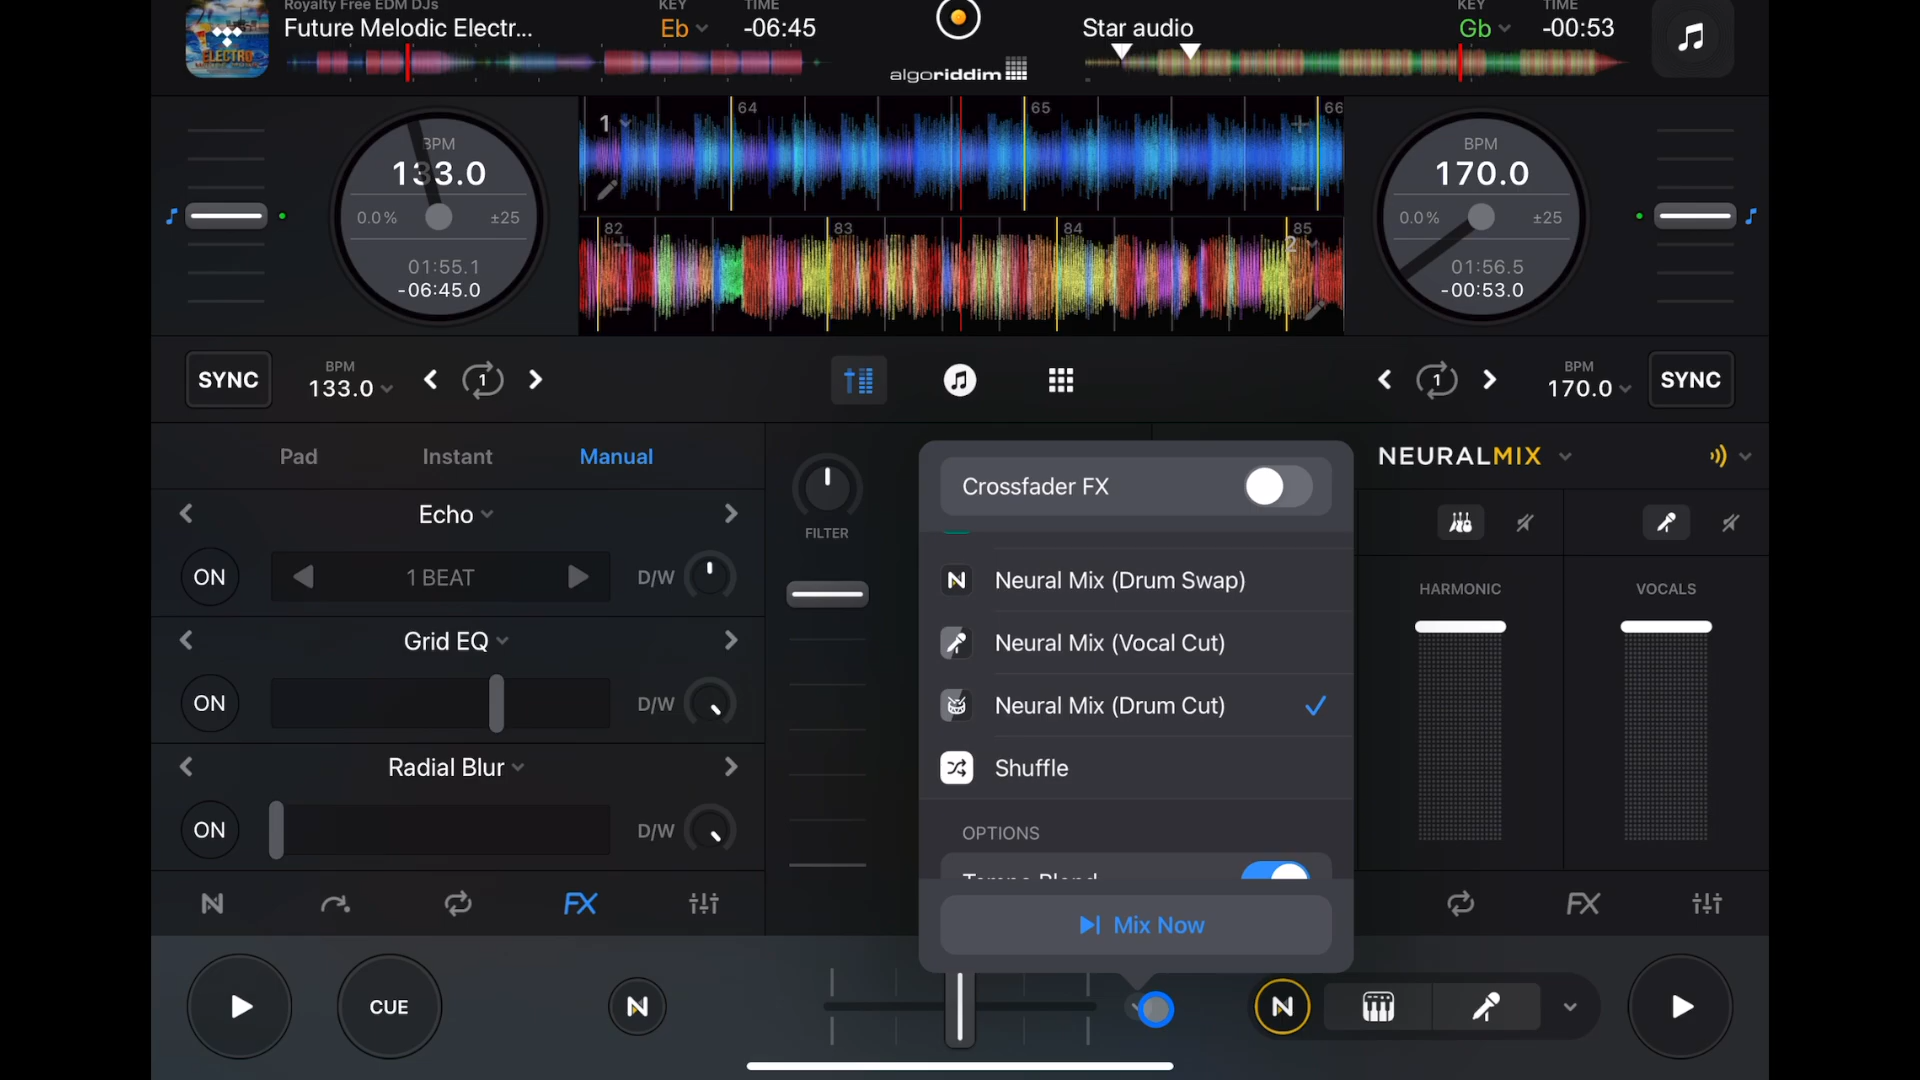 Royalty Free EDM DJs
Future Melodic Electr...
KEY
Eb
TIME
-06:45
algoriddim
Star audio
KEY
Gb
TIME
-00:53
ELECTRO
64
65
66
1
82
83
84
85
2
BPM
133.0
0.0%
±25
01:55.1
-06:45.0
BPM
170.0
0.0%
±25
01:56.5
-00:53.0
SYNC
BPM
133.0
1
1
BPM
170.0
SYNC
Pad
Instant
Manual
Echo
ON
1 BEAT
D/W
Grid EQ
ON
D/W
Radial Blur
ON
D/W
FX
FILTER
Crossfader FX
Neural Mix (Drum Swap)
Neural Mix (Vocal Cut)
Neural Mix (Drum Cut)
Shuffle
OPTIONS
Tempo Blend
Mix Now
NEURALMIX
HARMONIC
VOCALS
FX
CUE